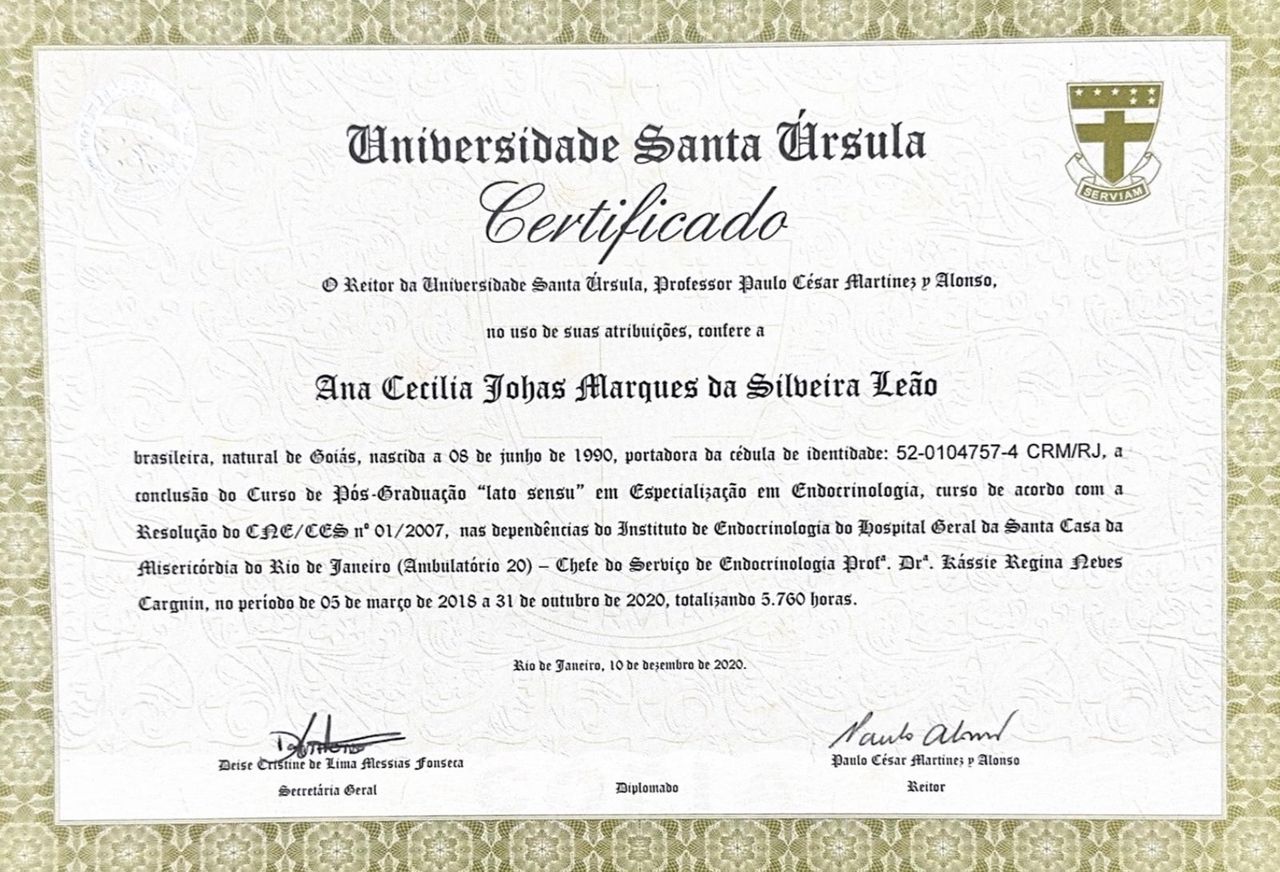 Universidade Santa Úrsula
SERVIAM
Certificado
O Reitor da Universidade Santa Úrsula, Professor Paulo César Martinez y Alonso,
no uso de suas atribuições, confere a
Ana Cecilia Johas Marques da Silveira Leão
brasileira, natural de Goiás, nascida a 08 de junho de 1990, portadora da cédula de identidade: 52-0104757-4 CRM/RJ, a
conclusão do Curso de Pós-Graduação “lato sensu” em Especialização em Endocrinologia, curso de acordo com a
Resolução do CNE/CES nº 01/2007, nas dependências do Instituto de Endocrinologia do Hospital Geral da Santa Casa da
Misericórdia do Rio de Janeiro (Ambulatório 20) – Chefe do Serviço de Endocrinologia Profª. Drª. Kássie Regina Neves
Cargnin, no período de 05 de março de 2018 a 31 de outubro de 2020, totalizando 5.760 horas.
Rio de Janeiro, 10 de dezembro de 2020.
Deise Cristine de Lima Messias Fonseca
Secretária Geral
Diplomado
Paulo César Martinez y Alonso
Reitor